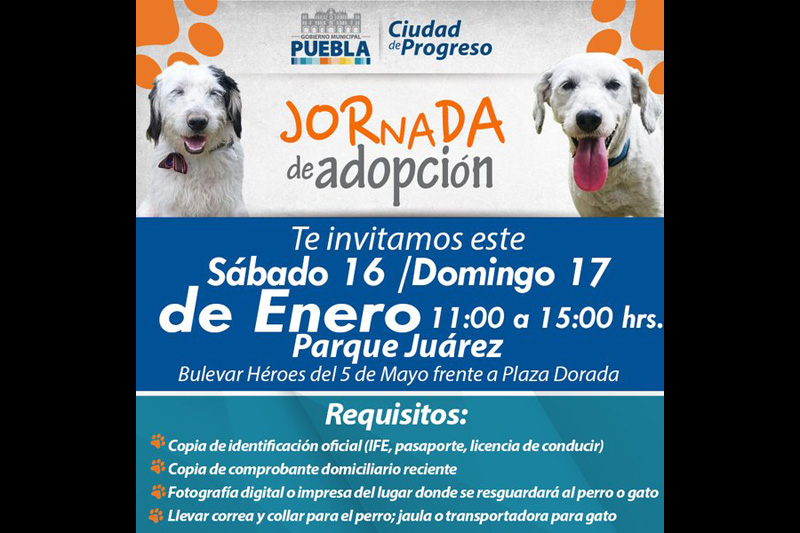 GOBIERNO MUNICIPAL
PUEBLA
Ciudad
de Progreso
JORNADA
de adopción
Te invitamos este
Sábado 16 /Domingo 17
de Enero 11:00 a 15:00 hrs.
Parque Juárez
Bulevar Héroes del 5 de Mayo frente a Plaza Dorada
Requisitos:
Copia de identificación oficial (IFE, pasaporte, licencia de conducir)
Copia de comprobante domiciliario reciente
Fotografía digital o impresa del lugar donde se resguardará al perro o gato
Llevar correa y collar para el perro; jaula o transportadora para gato